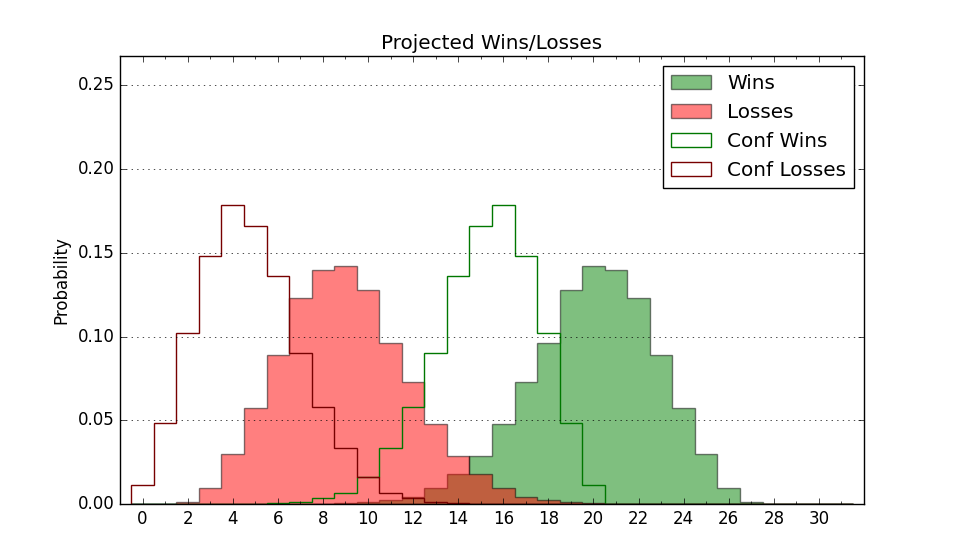 Projected Wins/Losses
Probability
0.25
0.20
0.15
0.10
0.05
0.00
0 2 4 6 8 10 12 14 16 18 20 22 24 26 28 30
Wins
Losses
Conf Wins
Conf Losses